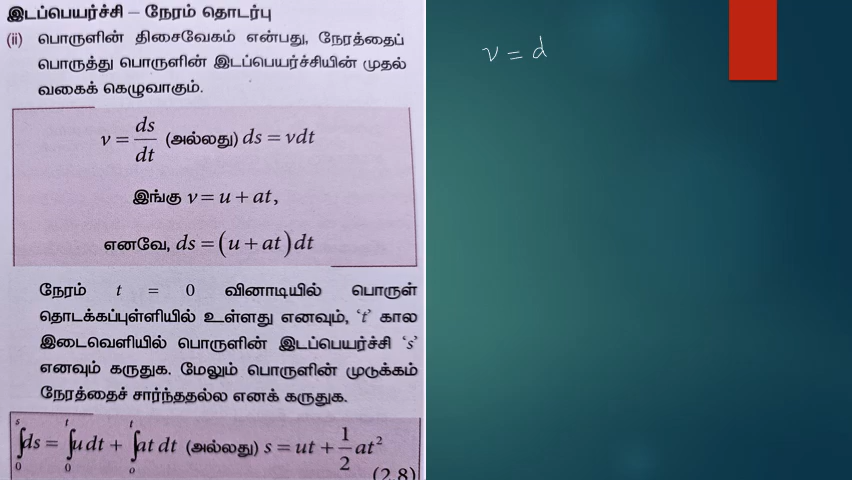 இடப்பெயர்ச்சி – நேரம் தொடர்பு
(ii) பொருளின் திசைவேகம் என்பது, நேரத்தைப்
பொருத்து பொருளின் இடப்பெயர்ச்சியின் முதல்
வகைக் கெழுவாகும்.
v = ds/dt (அல்லது) ds = vdt
இங்கு v = u + at,
எனவே, ds = (u + at) dt
நேரம் t = 0 வினாடியில் பொருள்
தொடக்கப்புள்ளியில் உள்ளது எனவும், ‘t’ கால
இடைவெளியில் பொருளின் இடப்பெயர்ச்சி ‘s’
எனவும் கருதுக. மேலும் பொருளின் முடுக்கம்
நேரத்தைச் சார்ந்ததல்ல எனக் கருதுக.
∫₀ˢ ds = ∫₀ᵗ u dt + ∫₀ᵗ at dt (அல்லது) s = ut + 1/2 at² (2.8)
v = d